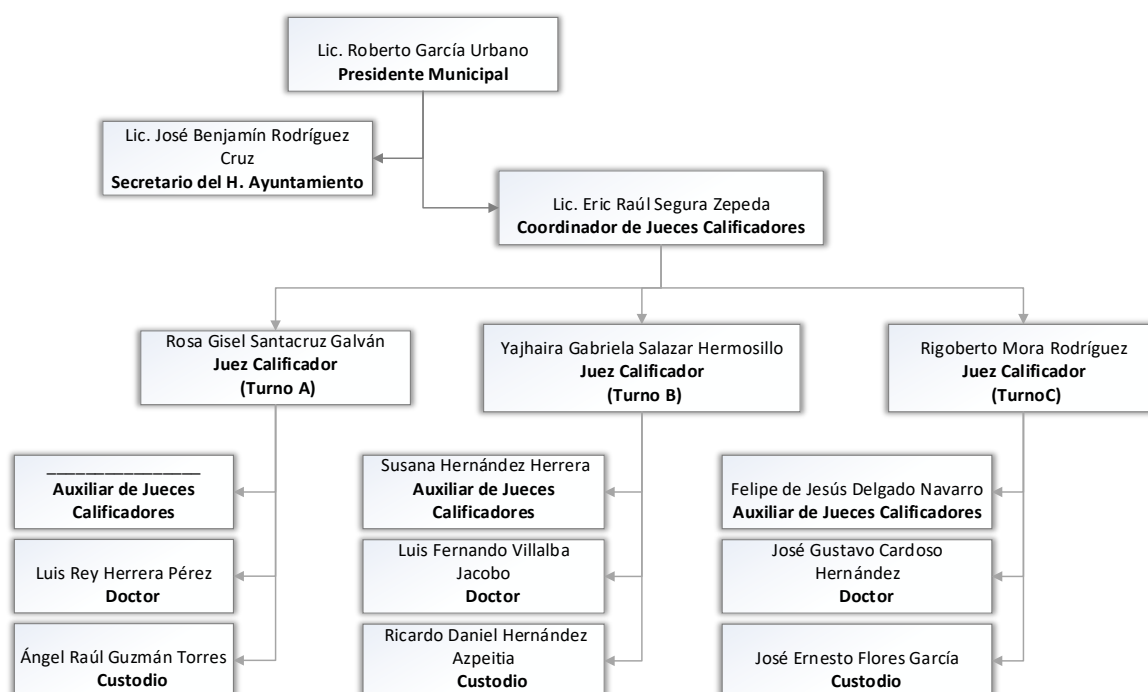 Lic. Roberto García Urbano
Presidente Municipal
Lic. José Benjamín Rodríguez
Cruz
Secretario del H. Ayuntamiento
Lic. Eric Raúl Segura Zepeda
Coordinador de Jueces Calificadores
Rosa Gisel Santacruz Galván
Juez Calificador
(Turno A)
________________
Auxiliar de Jueces
Calificadores
Luis Rey Herrera Pérez
Doctor
Ángel Raúl Guzmán Torres
Custodio
Yajhaira Gabriela Salazar Hermosillo
Juez Calificador
(Turno B)
Susana Hernández Herrera
Auxiliar de Jueces
Calificadores
Luis Fernando Villalba
Jacobo
Doctor
Ricardo Daniel Hernández
Azpeitia
Custodio
Rigoberto Mora Rodríguez
Juez Calificador
(TurnoC)
Felipe de Jesús Delgado Navarro
Auxiliar de Jueces Calificadores
José Gustavo Cardoso
Hernández
Doctor
José Ernesto Flores García
Custodio